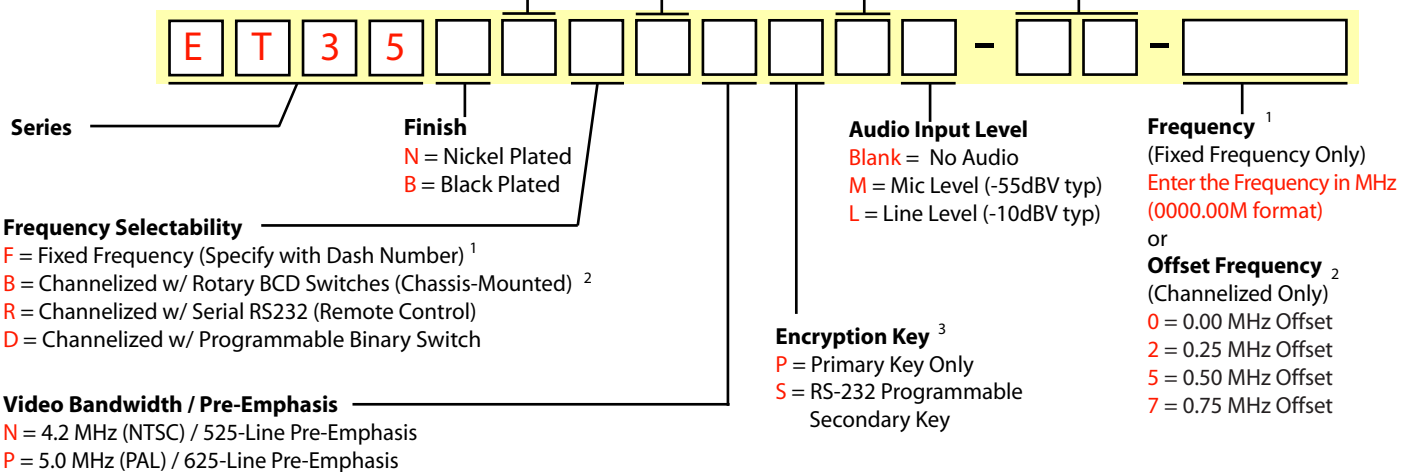 E T 3 5 – –
Series
Finish
N = Nickel Plated
B = Black Plated
Frequency Selectability
F = Fixed Frequency (Specify with Dash Number) 1
B = Channelized w/ Rotary BCD Switches (Chassis-Mounted) 2
R = Channelized w/ Serial RS232 (Remote Control)
D = Channelized w/ Programmable Binary Switch
Video Bandwidth / Pre-Emphasis
N = 4.2 MHz (NTSC) / 525-Line Pre-Emphasis
P = 5.0 MHz (PAL) / 625-Line Pre-Emphasis
Encryption Key 3
P = Primary Key Only
S = RS-232 Programmable
Secondary Key
Audio Input Level
Blank = No Audio
M = Mic Level (-55dBV typ)
L = Line Level (-10dBV typ)
Frequency 1
(Fixed Frequency Only)
Enter the Frequency in MHz
(0000.00M format)
or
Offset Frequency 2
(Channelized Only)
0 = 0.00 MHz Offset
2 = 0.25 MHz Offset
5 = 0.50 MHz Offset
7 = 0.75 MHz Offset